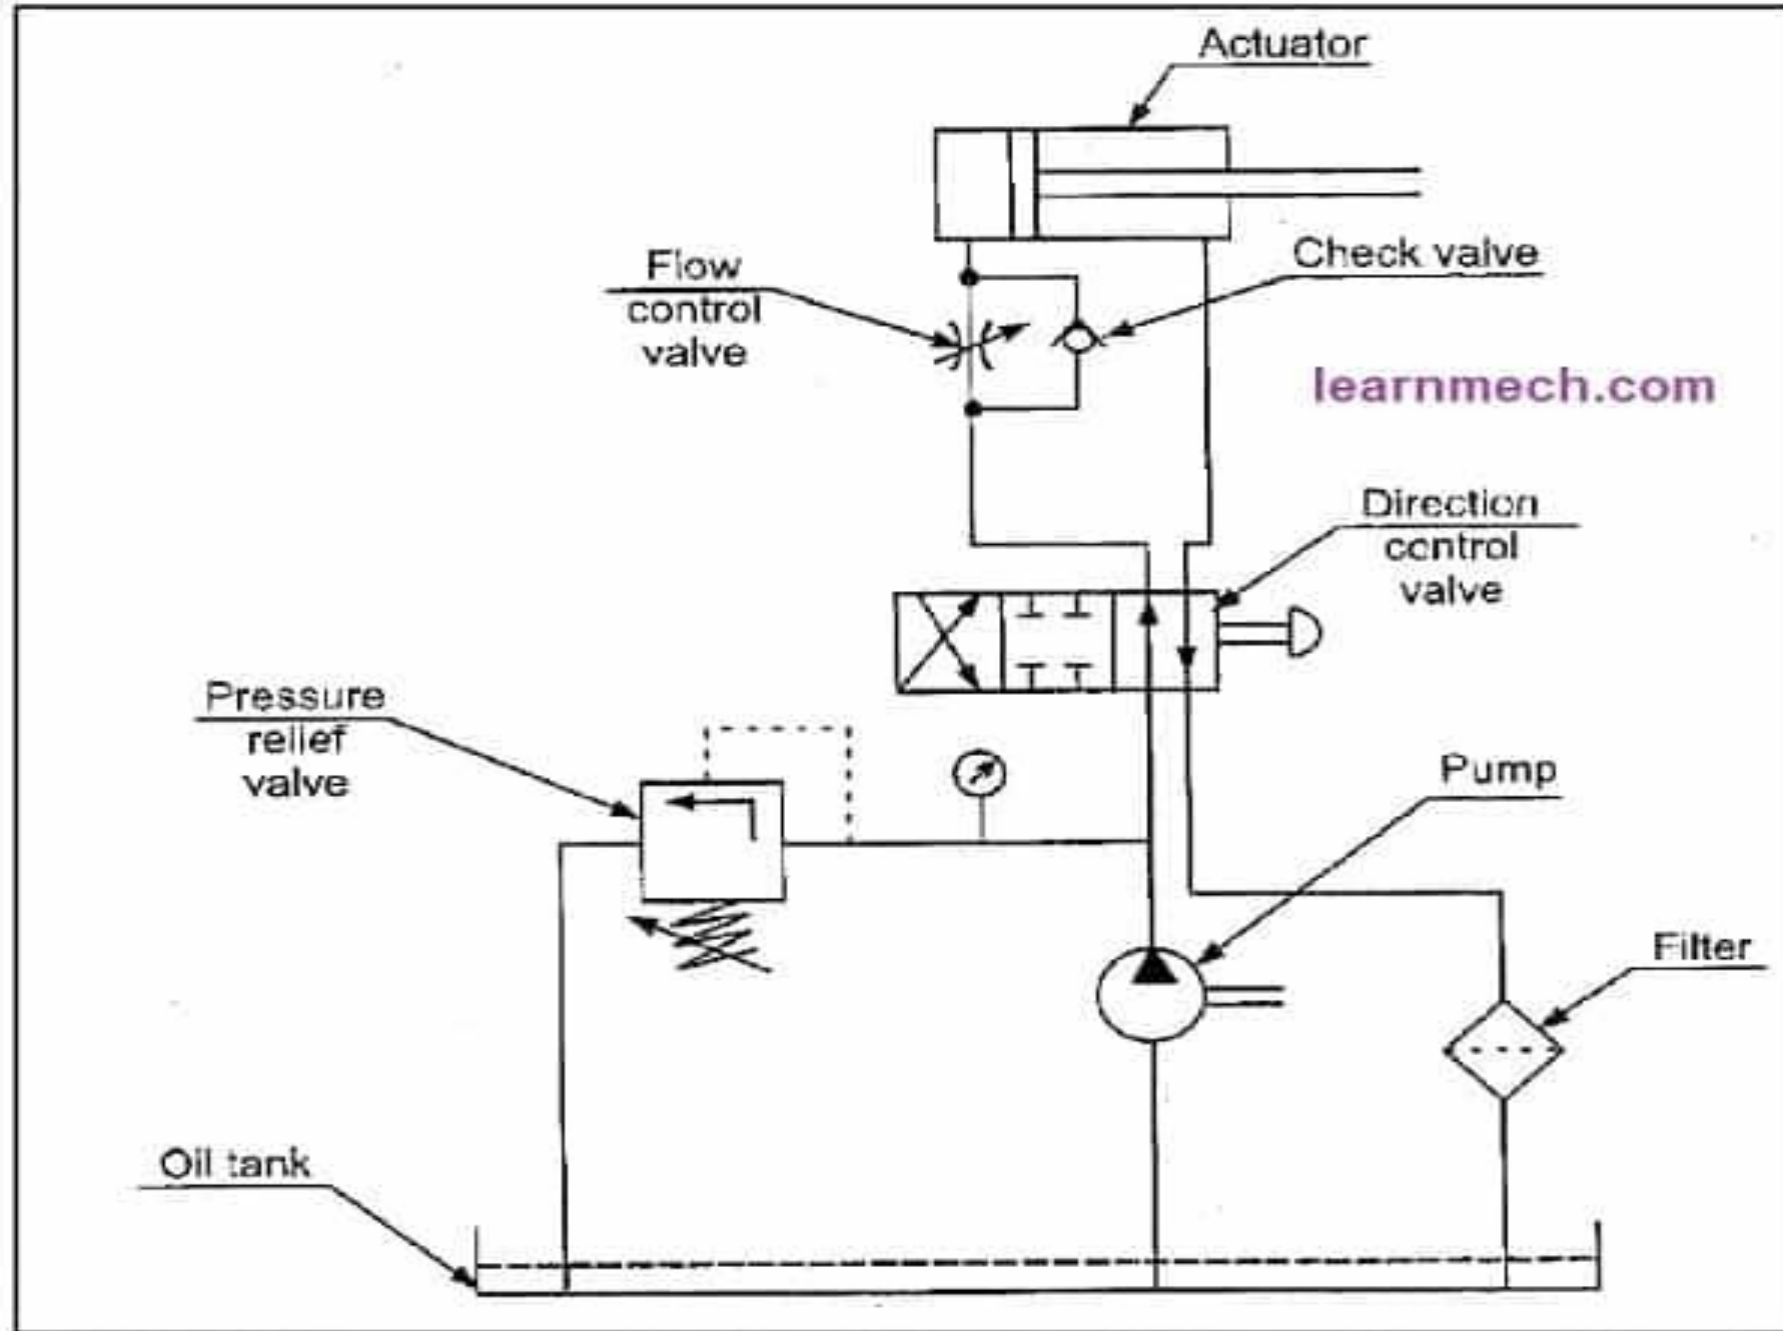 Actuator
Flow
control
valve
Check valve
learnmech.com
Direction
control
valve
Pressure
relief
valve
Pump
Filter
Oil tank